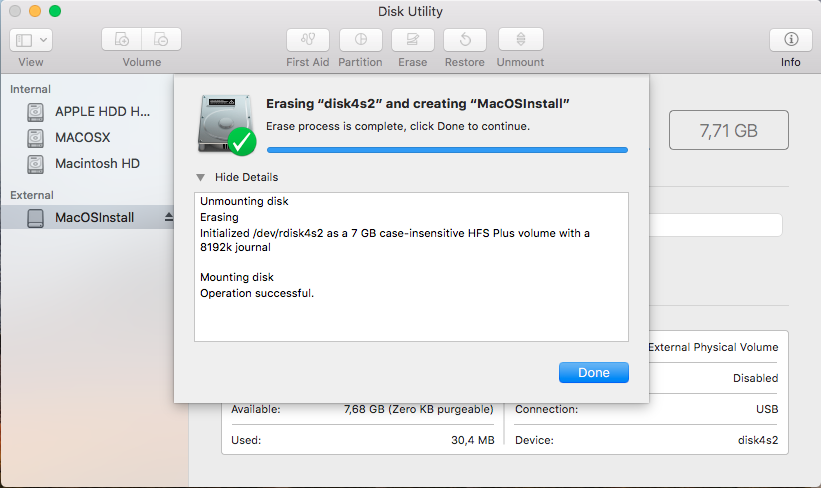 Disk Utility
View
Volume
First Aid
Partition
Erase
Restore
Unmount
Info
Internal
APPLE HDD H...
MACOSX
Macintosh HD
External
MacOSInstall
Erasing “disk4s2” and creating “MacOSInstall”
Erase process is complete, click Done to continue.
Hide Details
Unmounting disk
Erasing
Initialized /dev/rdisk4s2 as a 7 GB case-insensitive HFS Plus volume with a
8192k journal
Mounting disk
Operation successful.
Done
7,71 GB
External Physical Volume
Disabled
Available: 7,68 GB (Zero KB purgeable)
Connection: USB
Used: 30,4 MB
Device: disk4s2